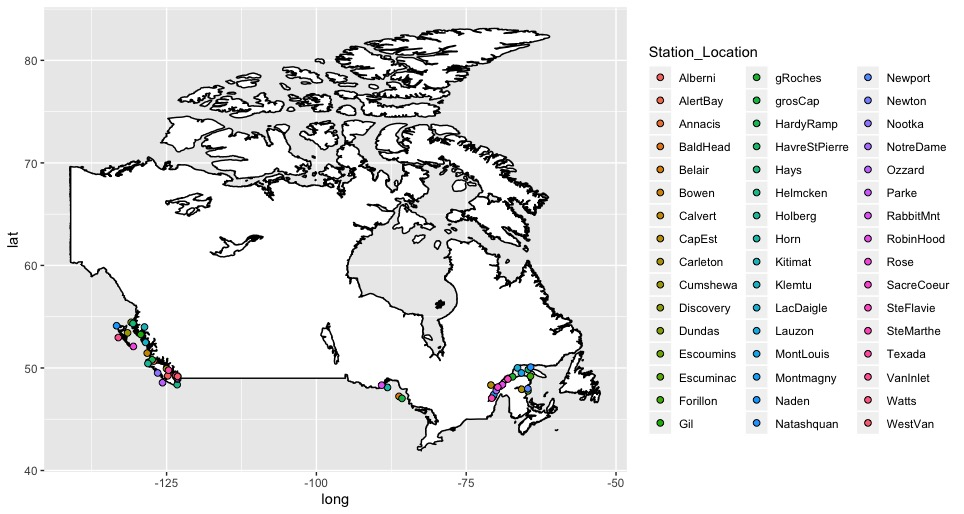 Station_Location
Alberni
AlertBay
Annacis
BaldHead
Belair
Bowen
Calvert
CapEst
Carleton
Cumshewa
Discovery
Dundas
Escoumins
Escuminac
Forillon
Gil
gRoches
grosCap
HardyRamp
HavreStPierre
Hays
Helmcken
Holberg
Horn
Kitimat
Klemtu
LacDaigle
Lauzon
MontLouis
Montmagny
Naden
Natashquan
Newport
Newton
Nootka
NotreDame
Ozzard
Parke
RabbitMnt
RobinHood
Rose
SacreCoeur
SteFlavie
SteMarthe
Texada
VanInlet
Watts
WestVan
lat
80
70
60
50
40
-125
-100
-75
-50
long